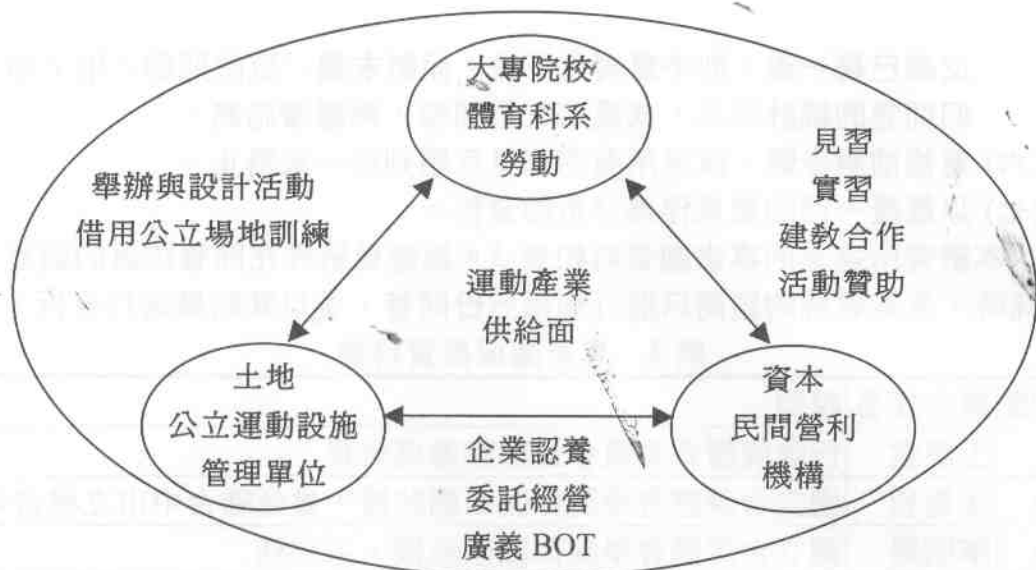 大專院校
體育科系
勞動
見習
實習
建教合作
活動贊助
舉辦與設計活動
借用公立場地訓練
運動產業
供給面
土地
公立運動設施
管理單位
資本
民間營利
機構
企業認養
委託經營
廣義 BOT